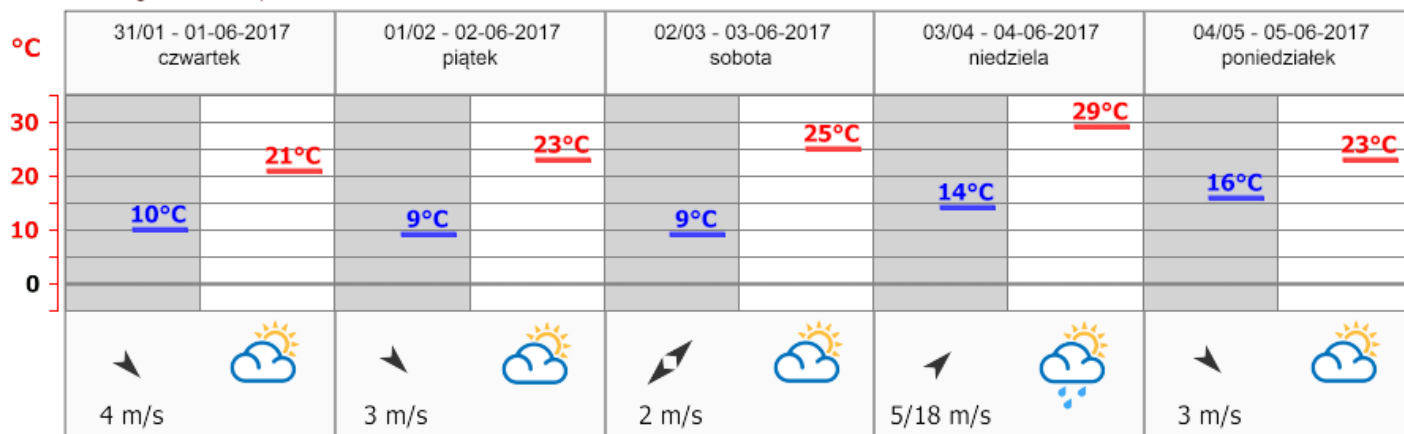 °C
31/01 - 01-06-2017
czwartek
01/02 - 02-06-2017
piątek
02/03 - 03-06-2017
sobota
03/04 - 04-06-2017
niedziela
04/05 - 05-06-2017
poniedziałek
30
20
10
0
10°C
21°C
9°C
23°C
9°C
25°C
14°C
29°C
16°C
23°C
4 m/s
3 m/s
2 m/s
5/18 m/s
3 m/s